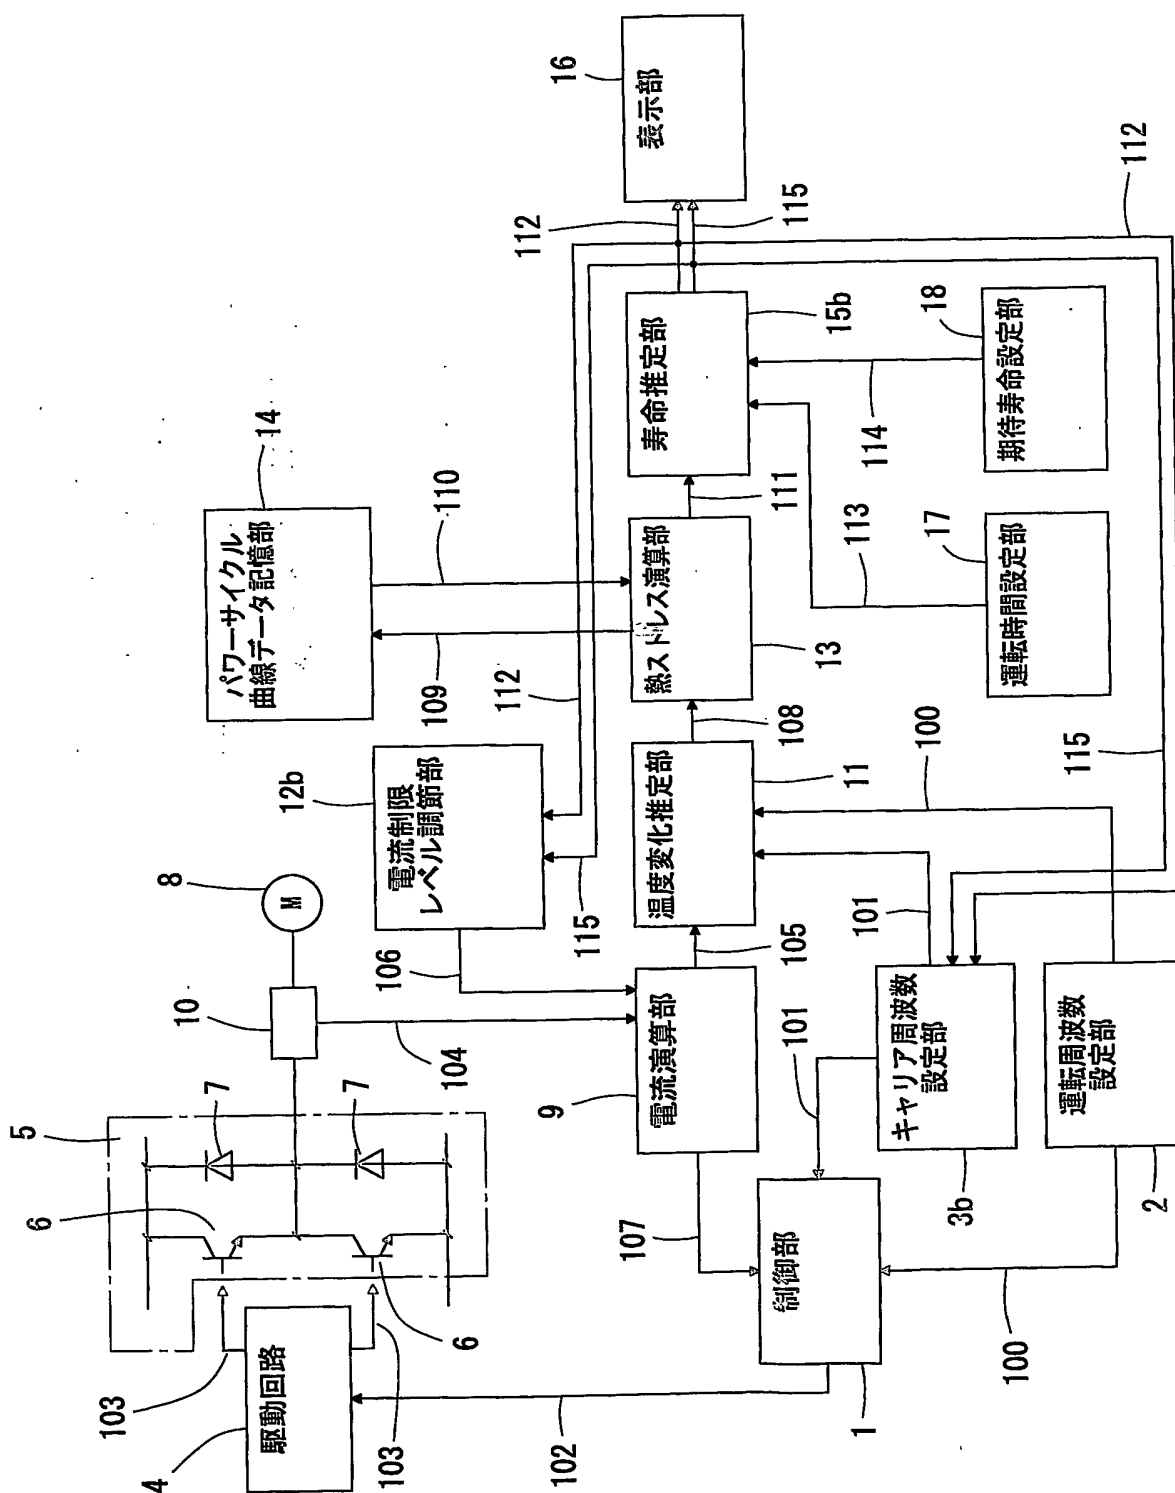 5
7
7
6
6
103
103
4
駆動回路
10
8
M
104
102
14
パワーサイクル
曲線データ記憶部
109
110
12b
電流制限
レベル調節部
106
115
112
112
115
16
表示部
9
電流演算部
105
温度変化推定部
11
108
熱ストレス演算部
13
111
寿命推定部
15b
107
制御部
1
101
キャリア周波数
設定部
3b
101
100
100
運転周波数
設定部
2
113
運転時間設定部
17
114
期待寿命設定部
18
112
115